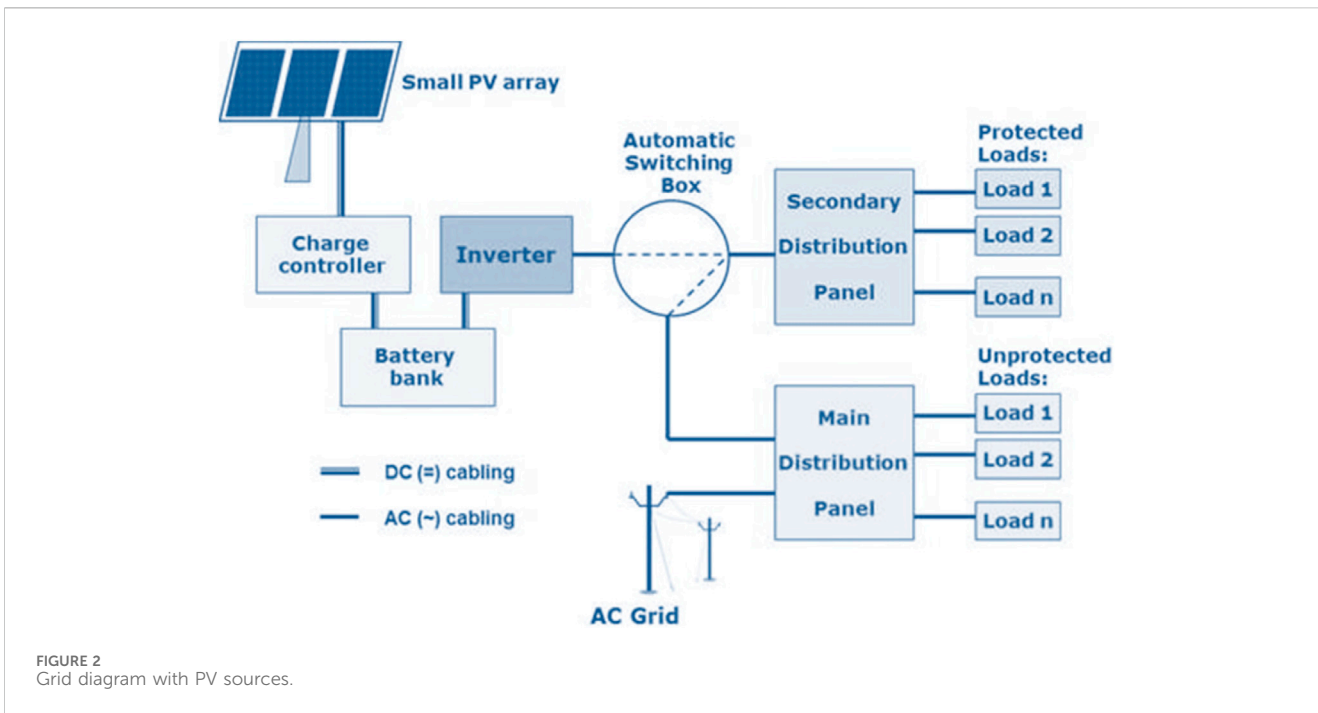 Small PV array
Automatic
Switching
Box
Charge
controller
Inverter
Battery
bank
Secondary
Distribution
Panel
Protected
Loads:
Load 1
Load 2
Load n
Main
Distribution
Panel
Unprotected
Loads:
Load 1
Load 2
Load n
DC (=) cabling
AC (~) cabling
AC Grid
FIGURE 2
Grid diagram with PV sources.